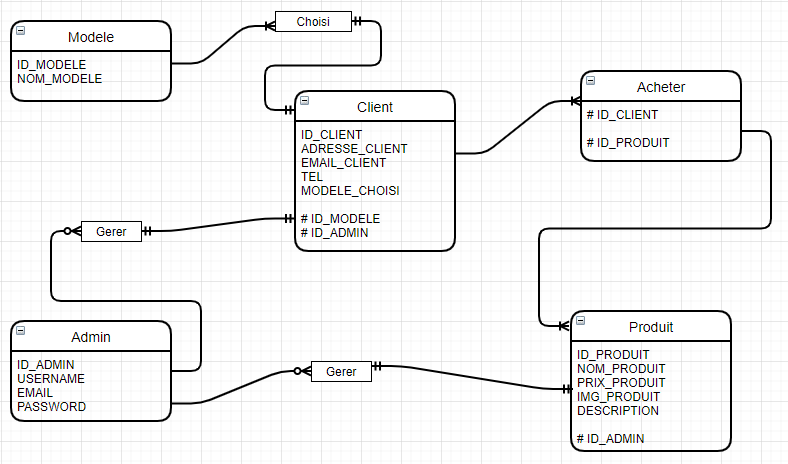 Choisi
Modele
ID_MODELE
NOM_MODELE
Client
ID_CLIENT
ADRESSE_CLIENT
EMAIL_CLIENT
TEL
MODELE_CHOISI
# ID_MODELE
# ID_ADMIN
Acheter
# ID_CLIENT
# ID_PRODUIT
Gerer
Admin
ID_ADMIN
USERNAME
EMAIL
PASSWORD
Gerer
Produit
ID_PRODUIT
NOM_PRODUIT
PRIX_PRODUIT
IMG_PRODUIT
DESCRIPTION
# ID_ADMIN